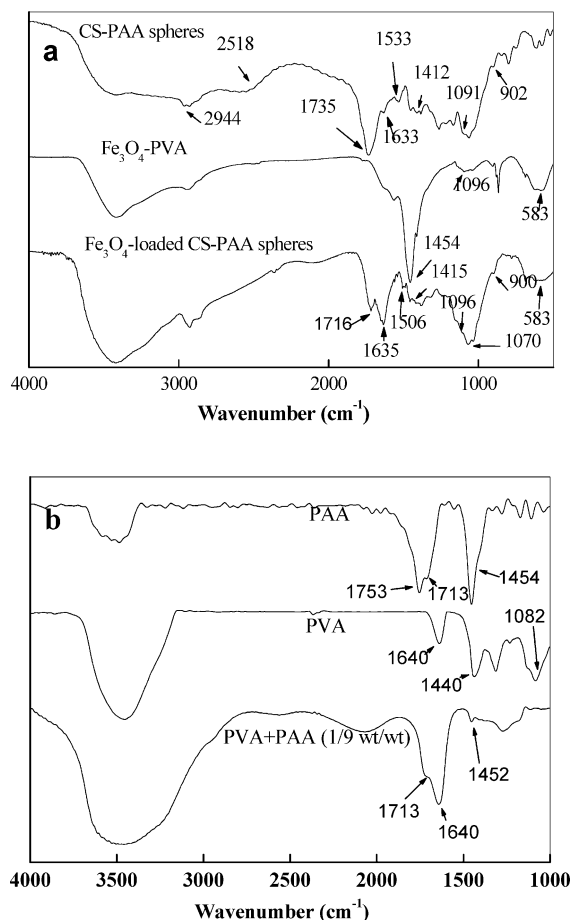 a
CS-PAA spheres
2518
1533
1412
1091
902
2944
1735
1633
Fe₃O₄-PVA
1096
583
1454
Fe₃O₄-loaded CS-PAA spheres
1415
1716
1506
1096
900
583
1635
1070
4000 3000 2000 1000
Wavenumber (cm⁻¹)
b
PAA
1753
1713
1454
PVA
1082
1640
1440
PVA+PAA (1/9 wt/wt)
1452
1713
1640
4000 3500 3000 2500 2000 1500 1000
Wavenumber (cm⁻¹)